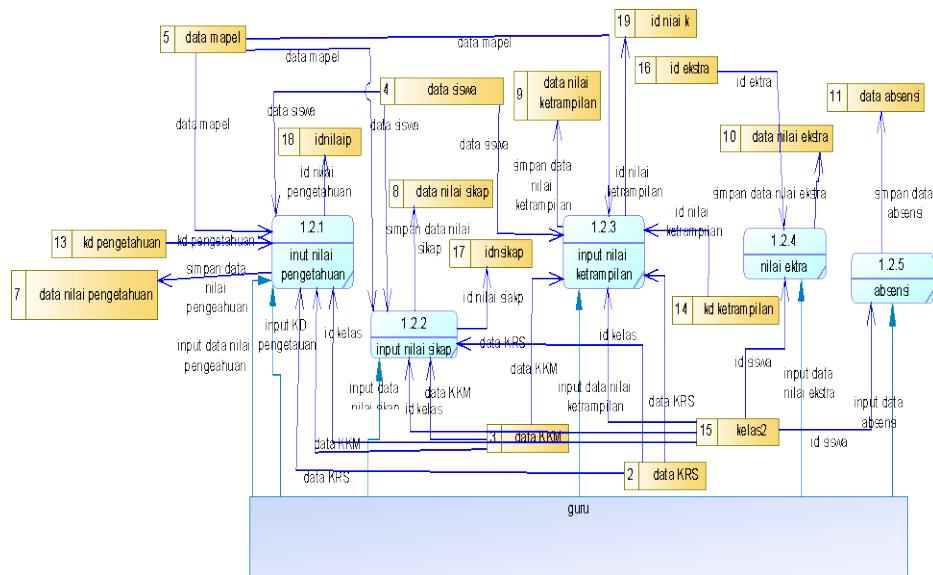 19 id niai k
5 data mapel
data mapel
data mapel
16 id ekstra
9 data nilai
ketrampilan
4 data siswa
id ektra
11 data absensi
data siswa
data siswa
data siswa
data mapel
18 idnilaip
10 data nilai ekstra
id nilai
pengetahuan
simpan data
nilai
ketrampilan
id nilai
ketrampilan
8 data nilai sikap
simpan data nilai ekstra
simpan data
absensi
simpan data nilai
sikap
id nilai
ketrampilan
1.2.1
inut nilai
pengetahuan
1.2.3
input nilai
ketrampilan
13 kd pengetahuan
kd pengetahuan
17 idnsikap
1.2.4
nilai ektra
1.2.5
absensi
simpan data
nilai
pengeahuan
7 data nilai pengetahuan
id nilai siakp
14 kd ketrampilan
1.2.2
input nilai sikap
input KD
pengetauan
id kelas
id kelas
data KRS
input data nilai
pengeahuan
data KKM
id siswa
input data
nilai ekstra
input data
nilai sikap
data KKM
id kelas
input data nilai
ketrampilan
data KRS
input data
absensi
3 data KKM
15 kelas2
data KKM
id siswa
2 data KRS
data KRS
guru